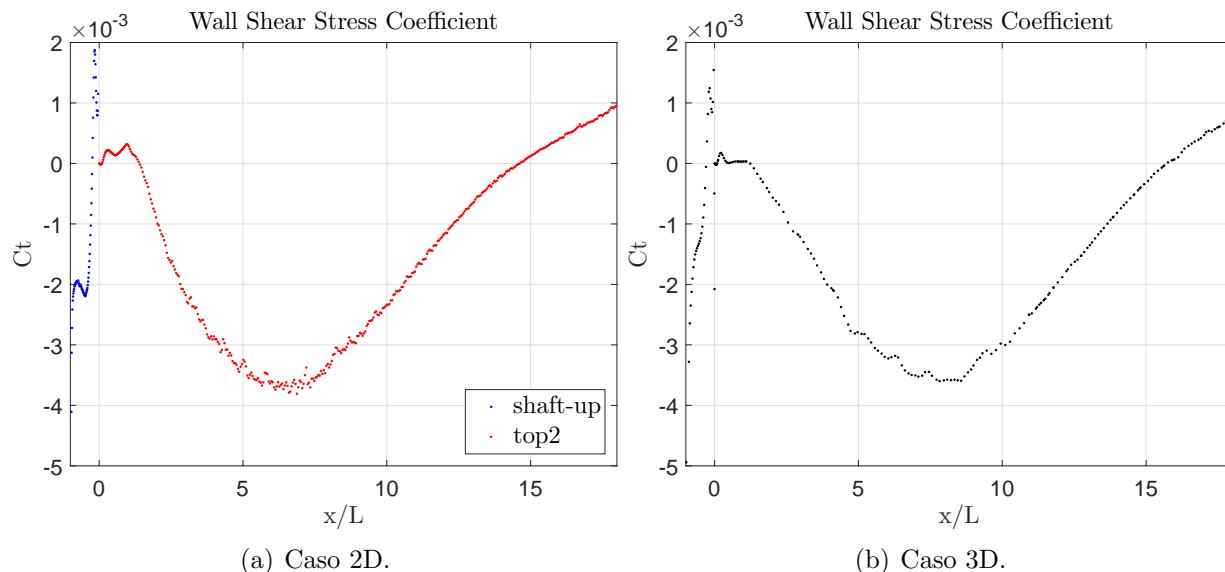 Wall Shear Stress Coefficient
×10-3
2
1
0
-1
-2
-3
-4
-5
Ct
0 5 10 15
x/L
shaft-up
top2
(a) Caso 2D.
Wall Shear Stress Coefficient
×10-3
2
1
0
-1
-2
-3
-4
-5
Ct
0 5 10 15
x/L
(b) Caso 3D.